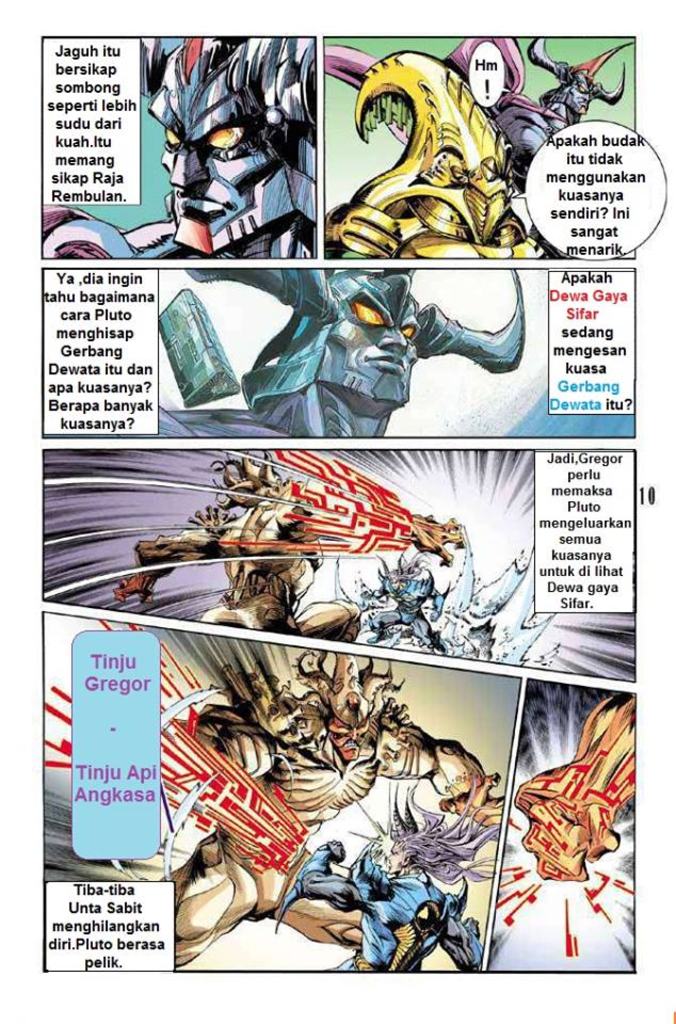 Jaguh itu
bersikap
sombong
seperti lebih
sudu dari
kuah.Itu
memang
sikap Raja
Rembulan.
Hm
!
Apakah budak
itu tidak
menggunakan
kuasanya
sendiri? Ini
sangat
menarik.
Ya ,dia ingin
tahu bagaimana
cara Pluto
menghisap
Gerbang
Dewata itu dan
apa kuasanya?
Berapa banyak
kuasanya?
Apakah
Dewa Gaya
Sifar
sedang
mengesan
kuasa
Gerbang
Dewata itu?
Jadi,Gregor
perlu
memaksa
Pluto
mengeluarkan
semua
kuasanya
untuk di lihat
Dewa gaya
Sifar.
10
Tinju
Gregor
-
Tinju Api
Angkasa
Tiba-tiba
Unta Sabit
menghilangkan
diri.Pluto berasa
pelik.